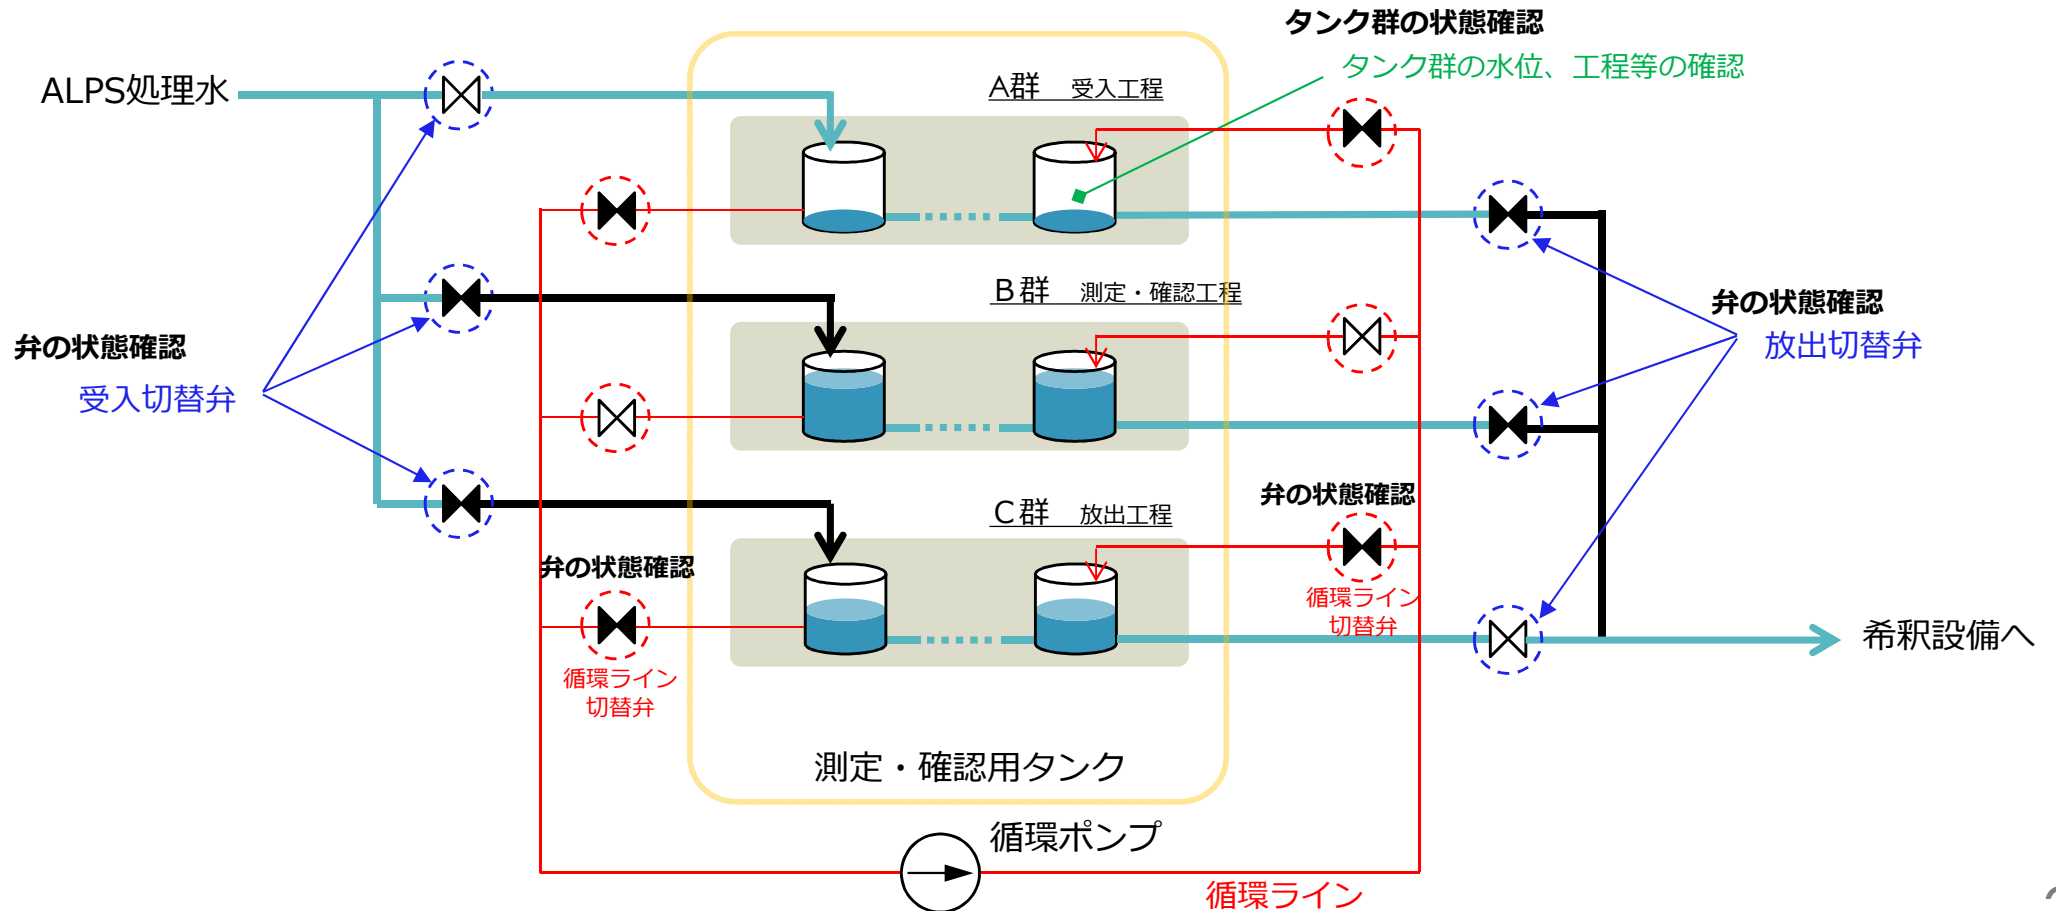 タンク群の状態確認
タンク群の水位、工程等の確認
ALPS処理水
A群 受入工程
B群 測定・確認工程
弁の状態確認
受入切替弁
弁の状態確認
放出切替弁
C群 放出工程
弁の状態確認
循環ライン
切替弁
弁の状態確認
循環ライン
切替弁
希釈設備へ
測定・確認用タンク
循環ポンプ
循環ライン